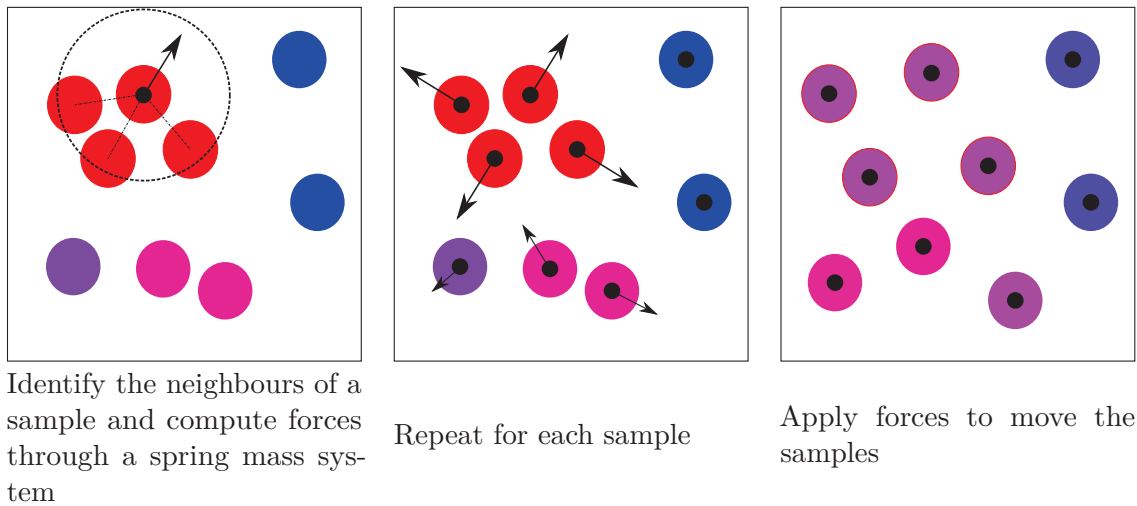 Identify the neighbours of a
sample and compute forces
through a spring mass sys-
tem
Repeat for each sample
Apply forces to move the
samples